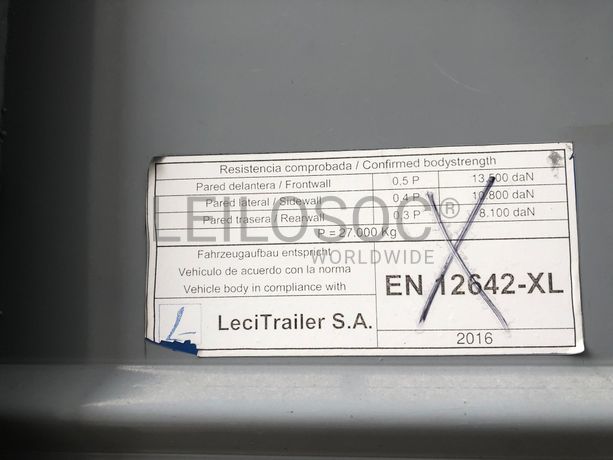 Resistencia comprobada / Confirmed bodystrength
Pared delantera / Frontwall 0.5 P 13.500 daN
Pared lateral / Sidewall 0.4 P 10.800 daN
Pared trasera / Rearwall 0.3 P 8.100 daN
P = 27.000 Kg
LEILOSOC®
WORLDWIDE
Fahrzeugaufbau entspricht
Vehiculo de acuerdo con la norma
Vehicle body in compliance with
EN 12642-XL
LeciTrailer S.A.
2016